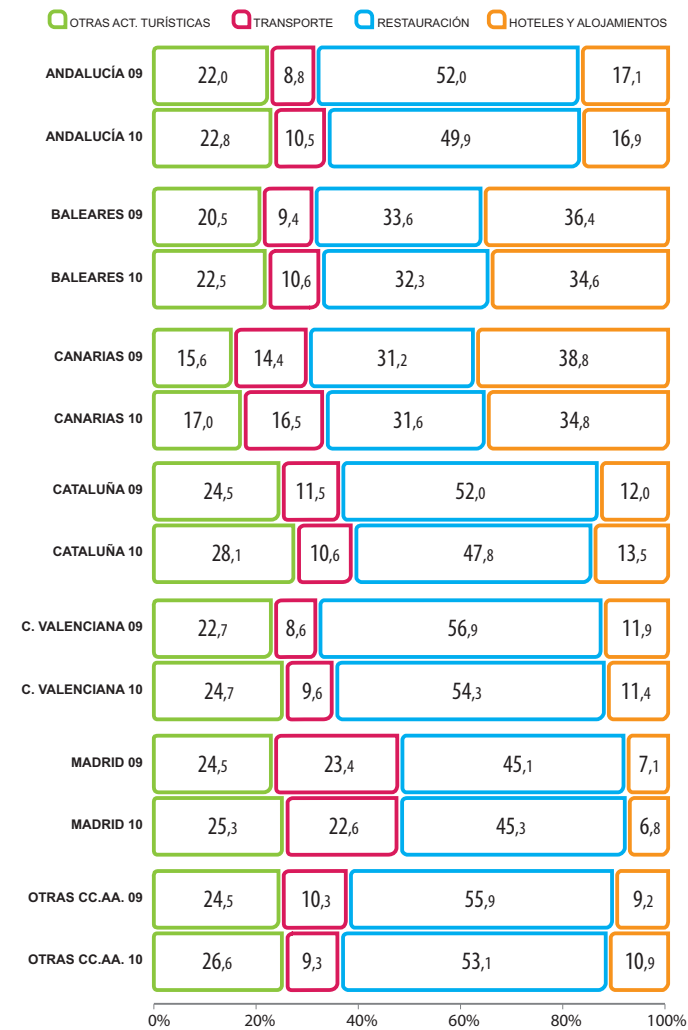 OTRAS ACT. TURÍSTICAS TRANSPORTE RESTAURACIÓN HOTELES Y ALOJAMIENTOS
ANDALUCÍA 09 22,0 8,8 52,0 17,1
ANDALUCÍA 10 22,8 10,5 49,9 16,9
BALEARES 09 20,5 9,4 33,6 36,4
BALEARES 10 22,5 10,6 32,3 34,6
CANARIAS 09 15,6 14,4 31,2 38,8
CANARIAS 10 17,0 16,5 31,6 34,8
CATALUÑA 09 24,5 11,5 52,0 12,0
CATALUÑA 10 28,1 10,6 47,8 13,5
C. VALENCIANA 09 22,7 8,6 56,9 11,9
C. VALENCIANA 10 24,7 9,6 54,3 11,4
MADRID 09 24,5 23,4 45,1 7,1
MADRID 10 25,3 22,6 45,3 6,8
OTRAS CC.AA. 09 24,5 10,3 55,9 9,2
OTRAS CC.AA. 10 26,6 9,3 53,1 10,9
0% 20% 40% 60% 80% 100%